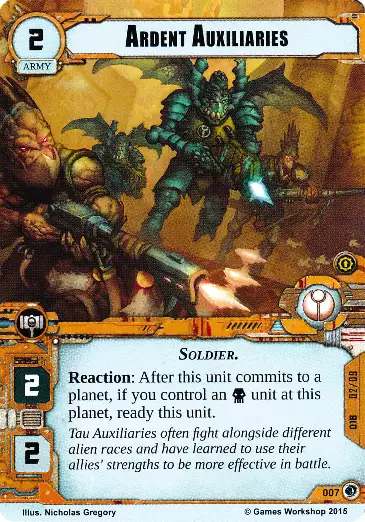 2
ARMY
ARDENT AUXILIARIES
SOLDIER.
2
Reaction: After this unit commits to a
planet, if you control an unit at this
planet, ready this unit.
2
Tau Auxiliaries often fight alongside different
alien races and have learned to use their
allies' strengths to be more effective in battle.
007
Illus. Nicholas Gregory
© Games Workshop 2015